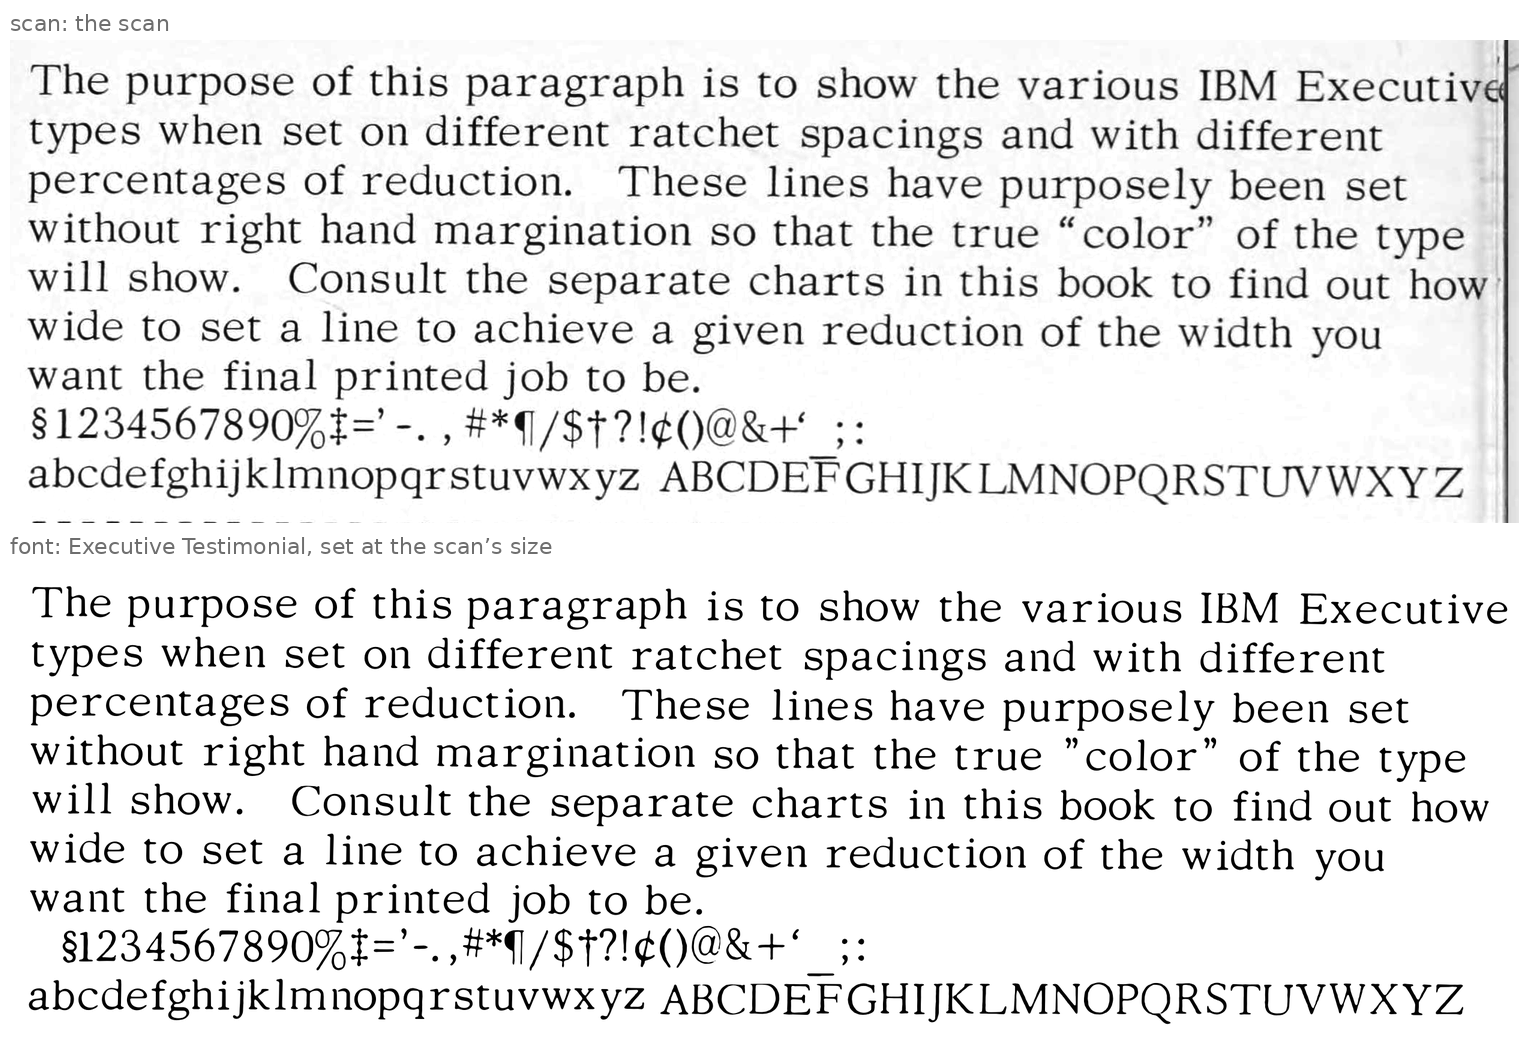 scan: the scan
The purpose of this paragraph is to show the various IBM Executive
types when set on different ratchet spacings and with different
percentages of reduction.  These lines have purposely been set
without right hand margination so that the true “color” of the type
will show.  Consult the separate charts in this book to find out how
wide to set a line to achieve a given reduction of the width you
want the final printed job to be.
§1234567890%‡=’-. , #*¶/$†?!¢()@&+‘_;:
abcdefghijklmnopqrstuvwxyz ABCDEFGHIJKLMNOPQRSTUVWXYZ
font: Executive Testimonial, set at the scan’s size
The purpose of this paragraph is to show the various IBM Executive
types when set on different ratchet spacings and with different
percentages of reduction.  These lines have purposely been set
without right hand margination so that the true ”color” of the type
will show.  Consult the separate charts in this book to find out how
wide to set a line to achieve a given reduction of the width you
want the final printed job to be.
§1234567890%‡=’-.,#*¶/$†?!¢()@&+‘_;:
abcdefghijklmnopqrstuvwxyz ABCDEFGHIJKLMNOPQRSTUVWXYZ